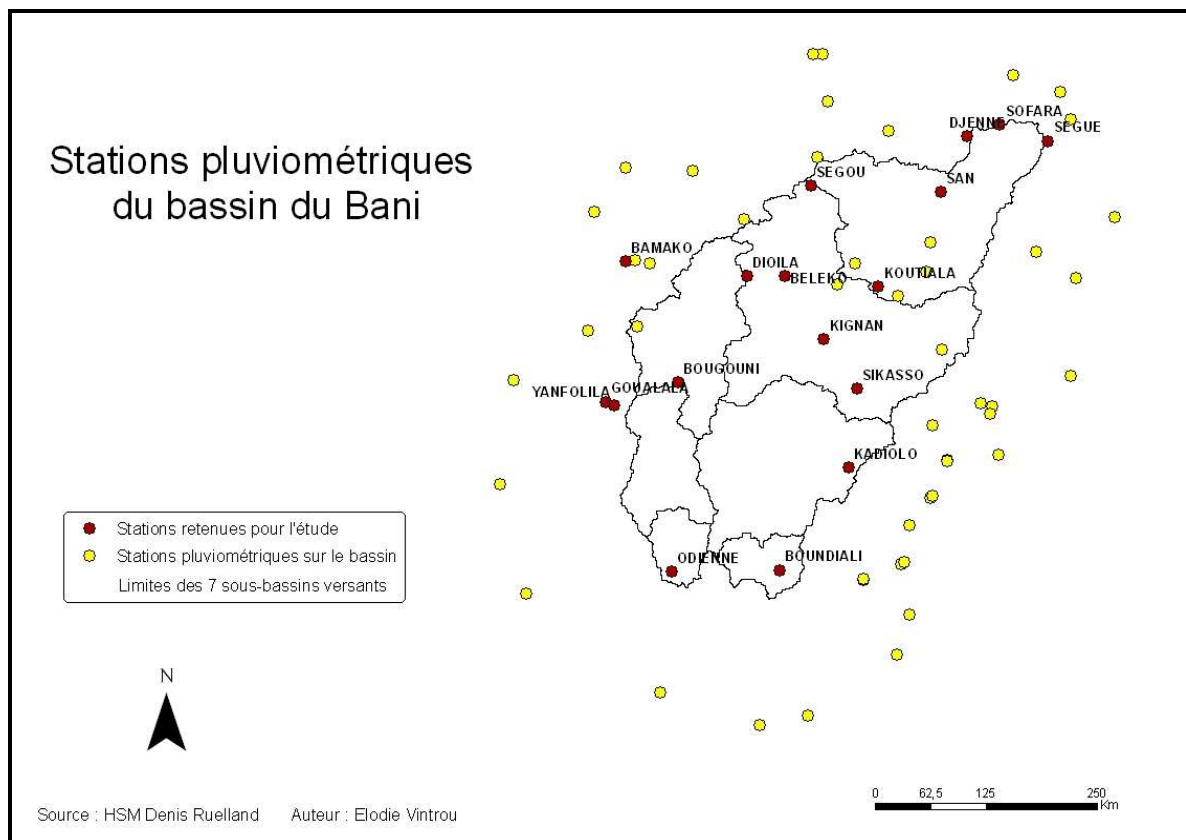 Stations pluviométriques
du bassin du Bani
SOFARA
DJENNE
SEGUE
SEGOU
SAN
BAMAKO
DIOILA
BELEKO
KOUTIALA
KIGNAN
BOUGOUNI
SIKASSO
YANFOLILA
GOUALALA
KADIOLO
ODIENNE
BOUNDIALI
Stations retenues pour l'étude
Stations pluviométriques sur le bassin
Limites des 7 sous-bassins versants
N
Source : HSM Denis Ruelland Auteur : Elodie Vintrou
0 62,5 125 250
Km